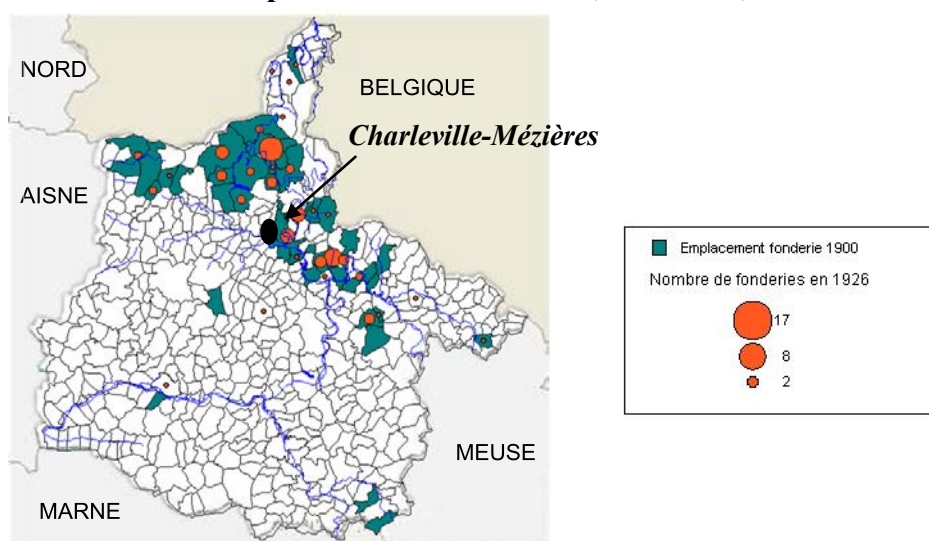 NORD
BELGIQUE
Charleville-Mézières
AISNE
MEUSE
MARNE
Emplacement fonderie 1900
Nombre de fonderies en 1926
17
8
2